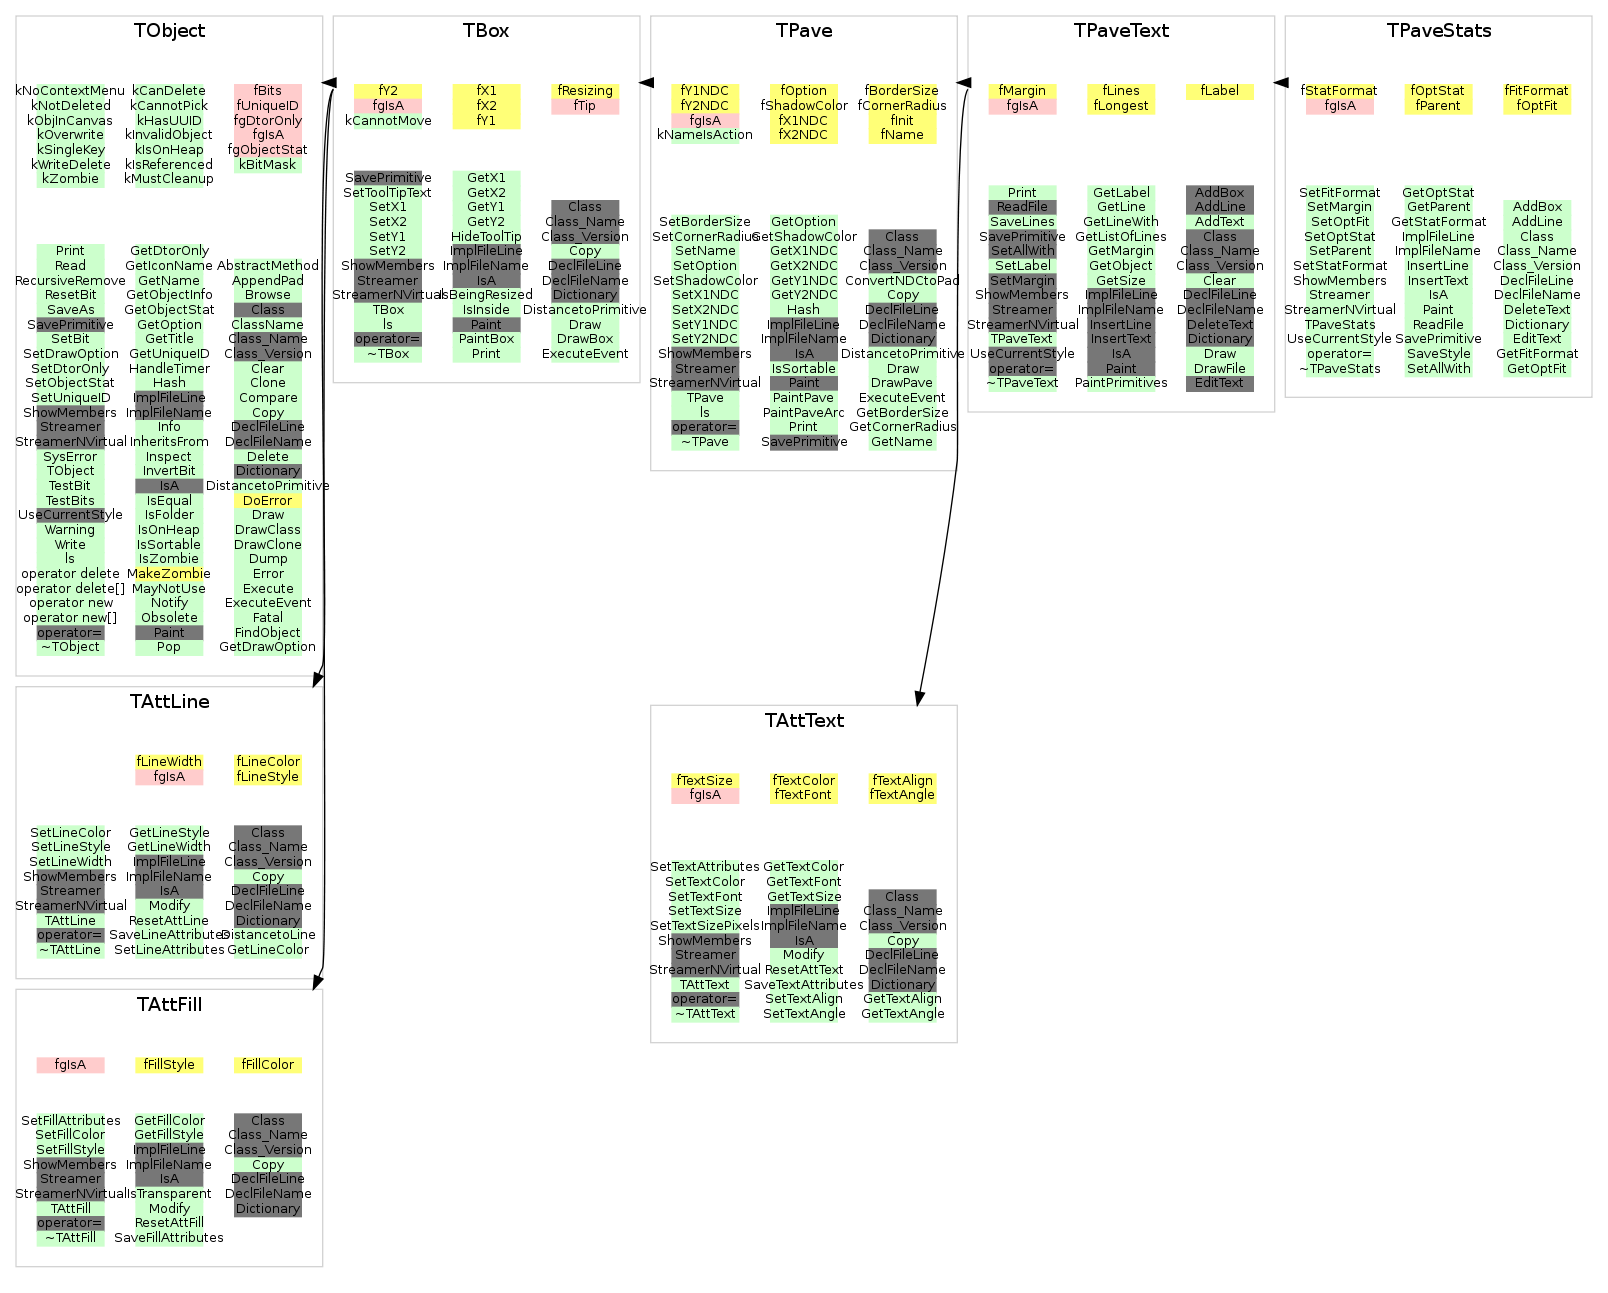 TObject
kNoContextMenu kCanDelete fBits
kNotDeleted kCannotPick fUniqueID
kObjInCanvas kHasUUID fgDtorOnly
kOverwrite kInvalidObject fgIsA
kSingleKey kIsOnHeap fgObjectStat
kWriteDelete kIsReferenced kBitMask
kZombie kMustCleanup
Print GetDtorOnly
Read GetIconName AbstractMethod
RecursiveRemove GetName AppendPad
ResetBit GetObjectInfo Browse
SaveAs GetObjectStat Class
SavePrimitive GetOption ClassName
SetBit GetTitle Class_Name
SetDrawOption GetUniqueID Class_Version
SetDtorOnly HandleTimer Clear
SetObjectStat Hash Clone
SetUniqueID ImplFileLine Compare
ShowMembers ImplFileName Copy
Streamer Info DeclFileLine
StreamerNVirtual InheritsFrom DeclFileName
SysError Inspect Delete
TObject InvertBit Dictionary
TestBit IsA DistancetoPrimitive
TestBits IsEqual DoError
UseCurrentStyle IsFolder Draw
Warning IsOnHeap DrawClass
Write IsSortable DrawClone
ls IsZombie Dump
operator delete MakeZombie Error
operator delete[] MayNotUse Execute
operator new Notify ExecuteEvent
operator new[] Obsolete Fatal
operator= Paint FindObject
~TObject Pop GetDrawOption
TBox
fY2 fX1 fResizing
fgIsA fX2 fTip
kCannotMove fY1
SavePrimitive GetX1
SetToolTipText GetX2
SetX1 GetY1 Class
SetX2 GetY2 Class_Name
SetY1 HideToolTip Class_Version
SetY2 ImplFileLine Copy
ShowMembers ImplFileName DeclFileLine
Streamer IsA DeclFileName
StreamerNVirtual IsBeingResized Dictionary
TBox IsInside DistancetoPrimitive
ls Paint Draw
operator= PaintBox DrawBox
~TBox Print ExecuteEvent
TPave
fY1NDC fOption fBorderSize
fY2NDC fShadowColor fCornerRadius
fgIsA fX1NDC fInit
kNameIsAction fX2NDC fName
SetBorderSize GetOption
SetCornerRadius GetShadowColor Class
SetName GetX1NDC Class_Name
SetOption GetX2NDC Class_Version
SetShadowColor GetY1NDC ConvertNDCtoPad
SetX1NDC GetY2NDC Copy
SetX2NDC Hash DeclFileLine
SetY1NDC ImplFileLine DeclFileName
SetY2NDC ImplFileName Dictionary
ShowMembers IsA DistancetoPrimitive
Streamer IsSortable Draw
StreamerNVirtual Paint DrawPave
TPave PaintPave ExecuteEvent
ls PaintPaveArc GetBorderSize
operator= Print GetCornerRadius
~TPave SavePrimitive GetName
TPaveText
fMargin fLines fLabel
fgIsA fLongest
Print GetLabel AddBox
ReadFile GetLine AddLine
SaveLines GetLineWith AddText
SavePrimitive GetListOfLines Class
SetAllWith GetMargin Class_Name
SetLabel GetObject Class_Version
SetMargin GetSize Clear
ShowMembers ImplFileLine DeclFileLine
Streamer ImplFileName DeclFileName
StreamerNVirtual InsertLine DeleteText
TPaveText InsertText Dictionary
UseCurrentStyle IsA Draw
operator= Paint DrawFile
~TPaveText PaintPrimitives EditText
TPaveStats
fStatFormat fOptStat fFitFormat
fgIsA fParent fOptFit
SetFitFormat GetOptStat
SetMargin GetParent AddBox
SetOptFit GetStatFormat AddLine
SetOptStat ImplFileLine Class
SetParent ImplFileName Class_Name
SetStatFormat InsertLine Class_Version
ShowMembers InsertText DeclFileLine
Streamer IsA DeclFileName
StreamerNVirtual Paint DeleteText
TPaveStats ReadFile Dictionary
UseCurrentStyle SavePrimitive EditText
operator= SaveStyle GetFitFormat
~TPaveStats SetAllWith GetOptFit
TAttLine
fLineWidth fLineColor
fgIsA fLineStyle
SetLineColor GetLineStyle Class
SetLineStyle GetLineWidth Class_Name
SetLineWidth ImplFileLine Class_Version
ShowMembers ImplFileName Copy
Streamer IsA DeclFileLine
StreamerNVirtual Modify DeclFileName
TAttLine ResetAttLine Dictionary
operator= SaveLineAttributes DistancetoLine
~TAttLine SetLineAttributes GetLineColor
TAttText
fTextSize fTextColor fTextAlign
fgIsA fTextFont fTextAngle
SetTextAttributes GetTextColor
SetTextColor GetTextFont
SetTextFont GetTextSize Class
SetTextSize ImplFileLine Class_Name
SetTextSizePixels ImplFileName Class_Version
ShowMembers IsA Copy
Streamer Modify DeclFileLine
StreamerNVirtual ResetAttText DeclFileName
TAttText SaveTextAttributes Dictionary
operator= SetTextAlign GetTextAlign
~TAttText SetTextAngle GetTextAngle
TAttFill
fgIsA fFillStyle fFillColor
SetFillAttributes GetFillColor Class
SetFillColor GetFillStyle Class_Name
SetFillStyle ImplFileLine Class_Version
ShowMembers ImplFileName Copy
Streamer IsA DeclFileLine
StreamerNVirtual IsTransparent DeclFileName
TAttFill Modify Dictionary
operator= ResetAttFill
~TAttFill SaveFillAttributes